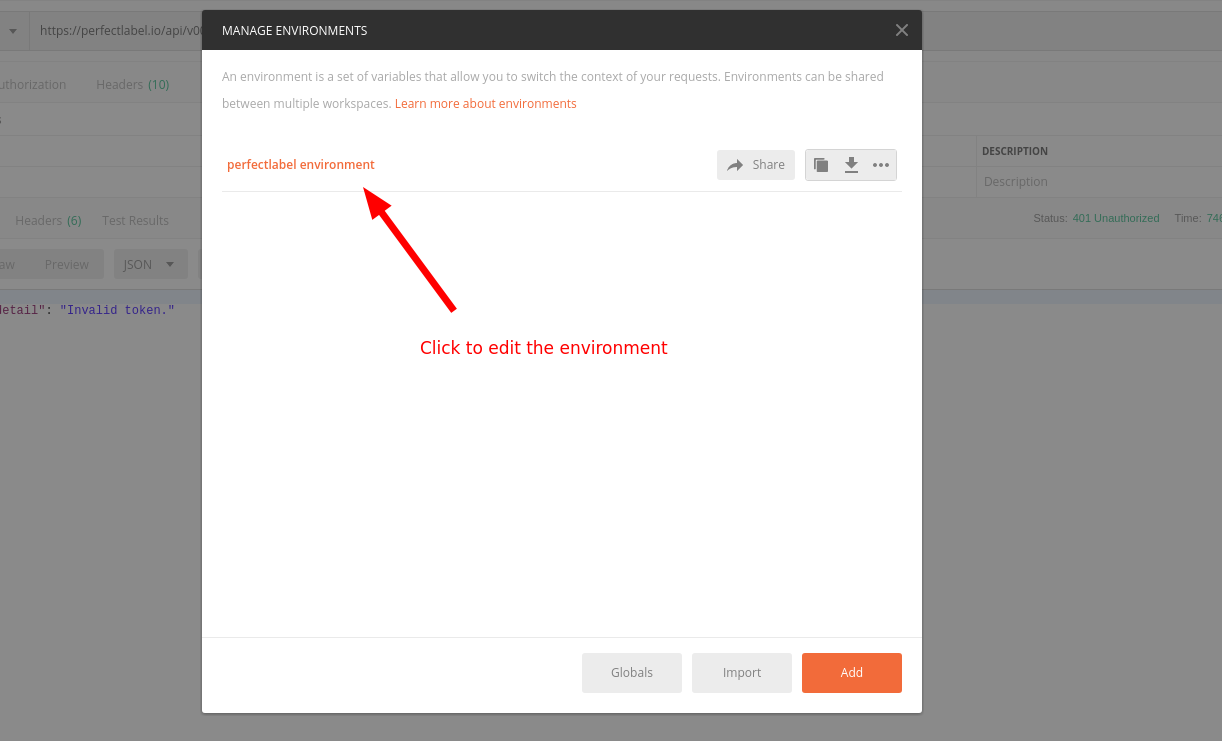 MANAGE ENVIRONMENTS
https://perfectlabel.io/api/v0
An environment is a set of variables that allow you to switch the context of your requests. Environments can be shared
uthorization Headers (10)
between multiple workspaces. Learn more about environments
s
DESCRIPTION
perfectlabel environment Share
Description
Headers (6) Test Results Status: 401 Unauthorized Time: 746
aw Preview JSON
detail": "Invalid token."
Click to edit the environment
Globals Import Add